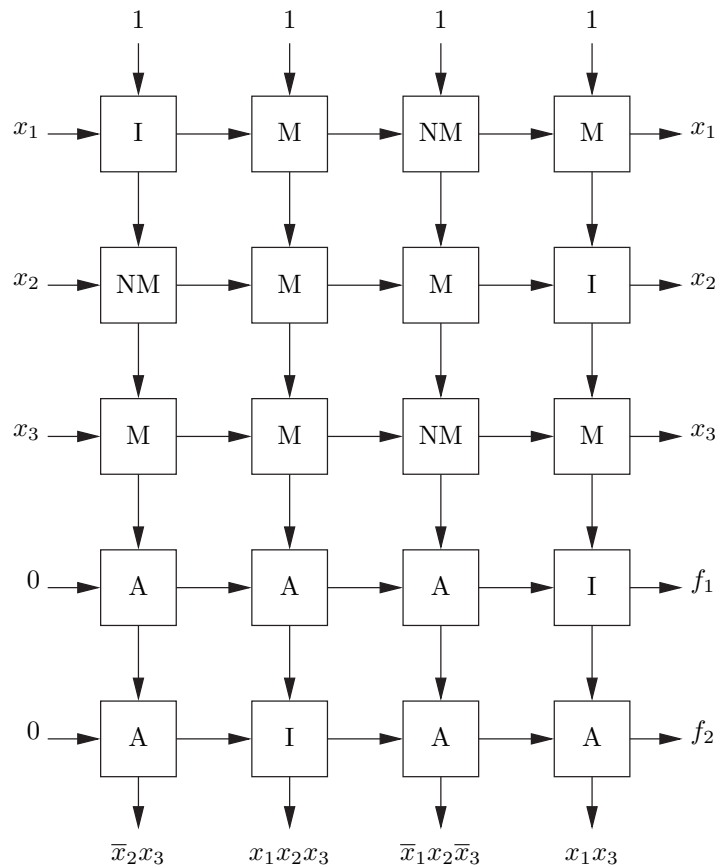 1 1 1 1
x₁ I M NM M x₁
x₂ NM M M I x₂
x₃ M M NM M x₃
0 A A A I f₁
0 A I A A f₂
x̅₂x₃ x₁x₂x₃ x̅₁x₂x̅₃ x₁x₃